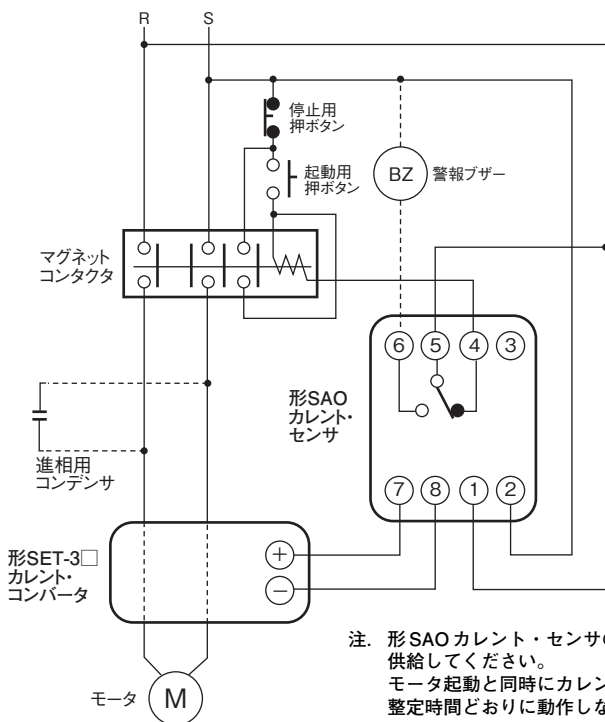 R
S
停止用
押ボタン
起動用
押ボタン
BZ
警報ブザー
マグネット
コンタクタ
6
5
4
3
形SAO
カレント・
センサ
進相用
コンデンサ
7
8
1
2
形SET-3□
カレント・
コンバータ
+
−
モータ
M
注. 形SAOカレント・センサ
供給してください。
モータ起動と同時にカレン
整定時間どおりに動作しな